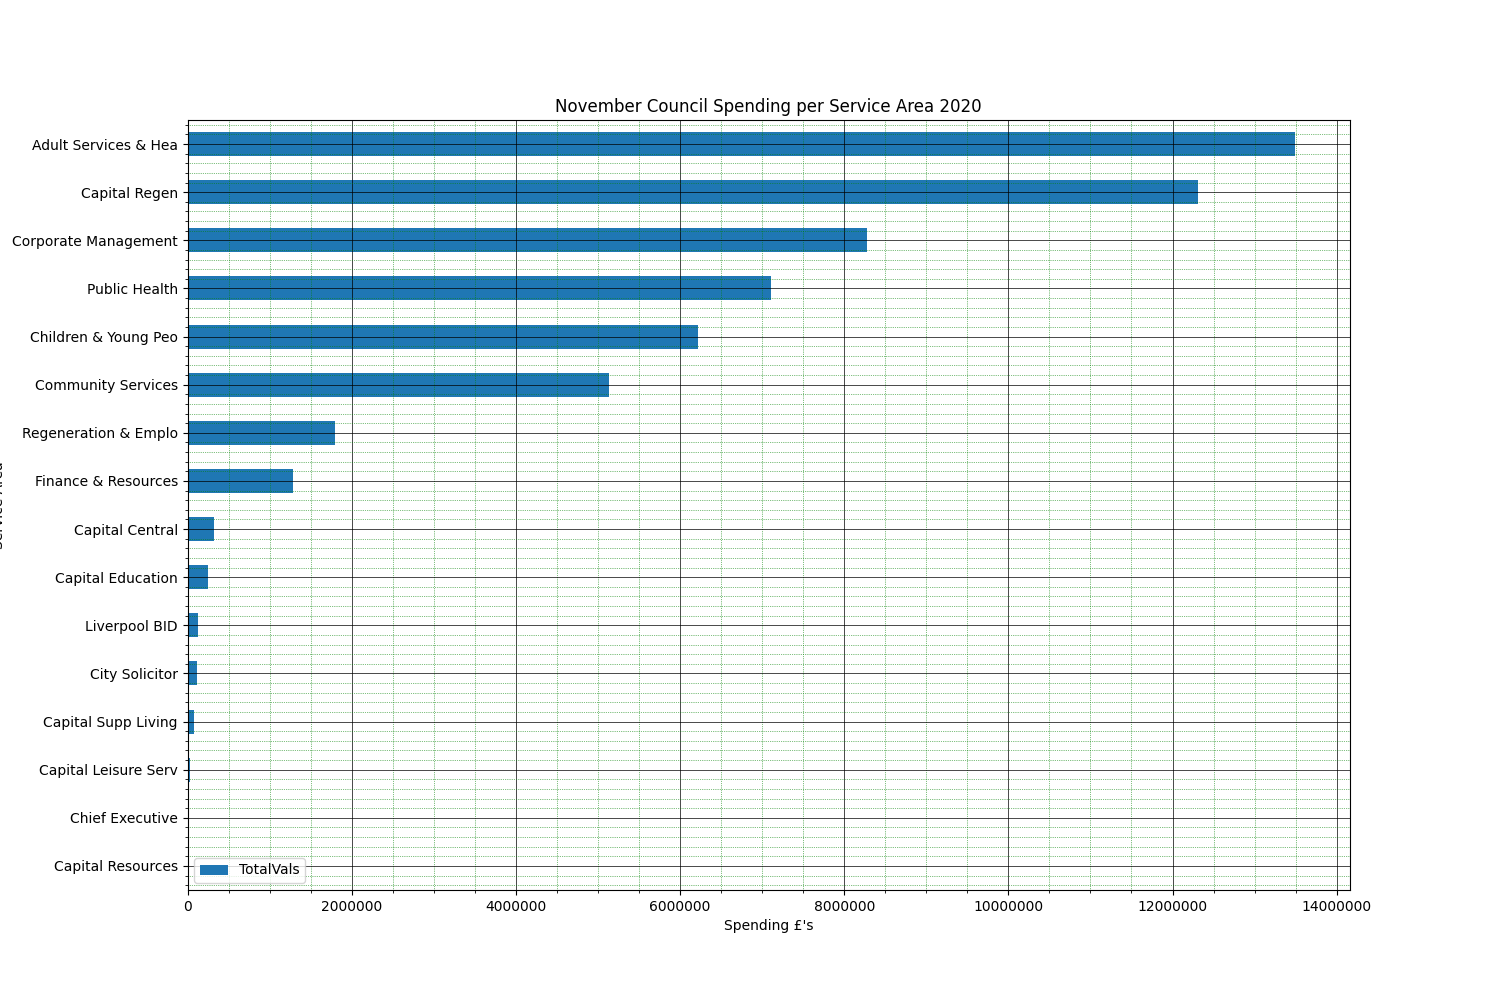 November Council Spending per Service Area 2020
Adult Services & Hea
Capital Regen
Corporate Management
Public Health
Children & Young Peo
Community Services
Regeneration & Emplo
Finance & Resources
Capital Central
Capital Education
Liverpool BID
City Solicitor
Capital Supp Living
Capital Leisure Serv
Chief Executive
Capital Resources
TotalVals
0 2000000 4000000 6000000 8000000 10000000 12000000 14000000
Spending £'s